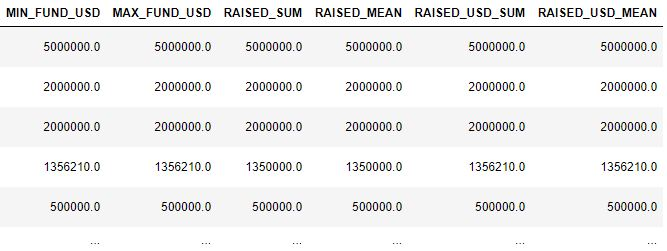 MIN_FUND_USD MAX_FUND_USD RAISED_SUM RAISED_MEAN RAISED_USD_SUM RAISED_USD_MEAN
5000000.0 5000000.0 5000000.0 5000000.0 5000000.0 5000000.0
2000000.0 2000000.0 2000000.0 2000000.0 2000000.0 2000000.0
2000000.0 2000000.0 2000000.0 2000000.0 2000000.0 2000000.0
1356210.0 1356210.0 1350000.0 1350000.0 1356210.0 1356210.0
500000.0 500000.0 500000.0 500000.0 500000.0 500000.0
... ... ... ... ... ...